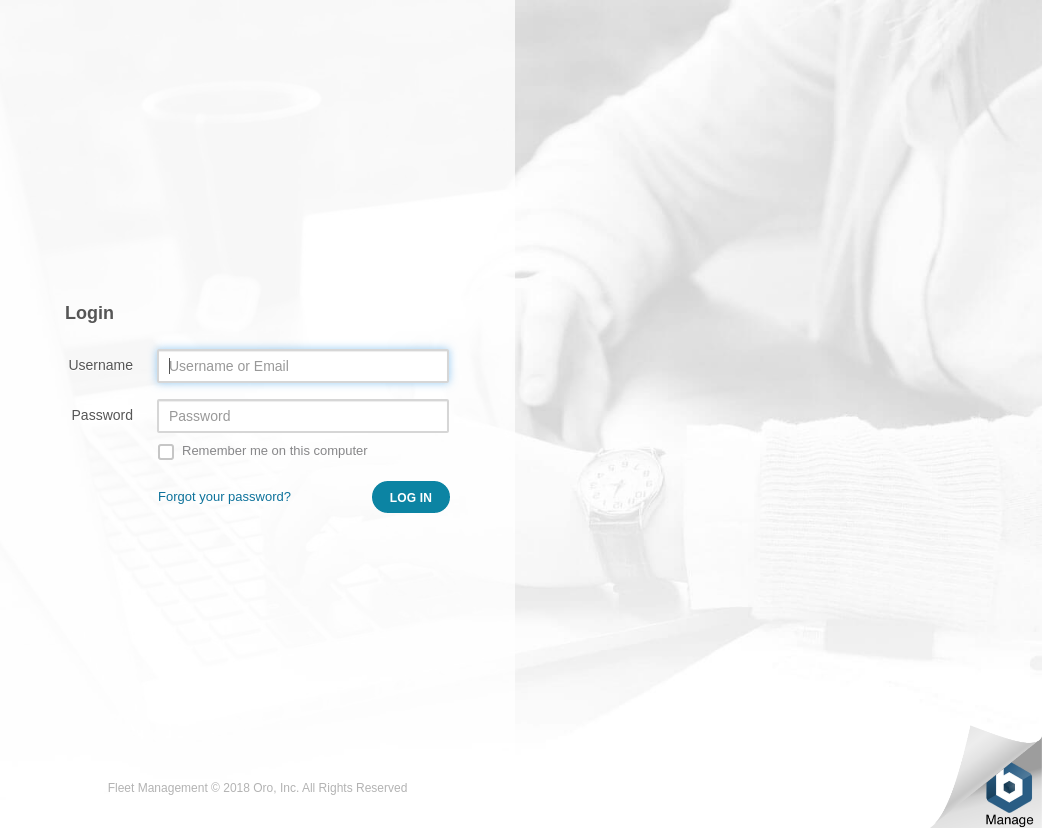 Login
Username
Username or Email
Password
Password
Remember me on this computer
Forgot your password?
LOG IN
Fleet Management © 2018 Oro, Inc. All Rights Reserved
b
Manage